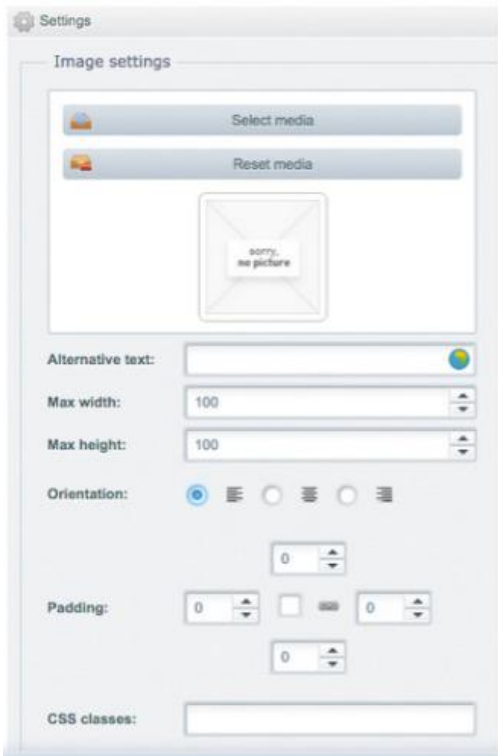 Settings
Image settings
Select media
Reset media
sorry,
no picture
Alternative text:
Max width: 100
Max height: 100
Orientation:
0
Padding: 0 0
0
CSS classes: